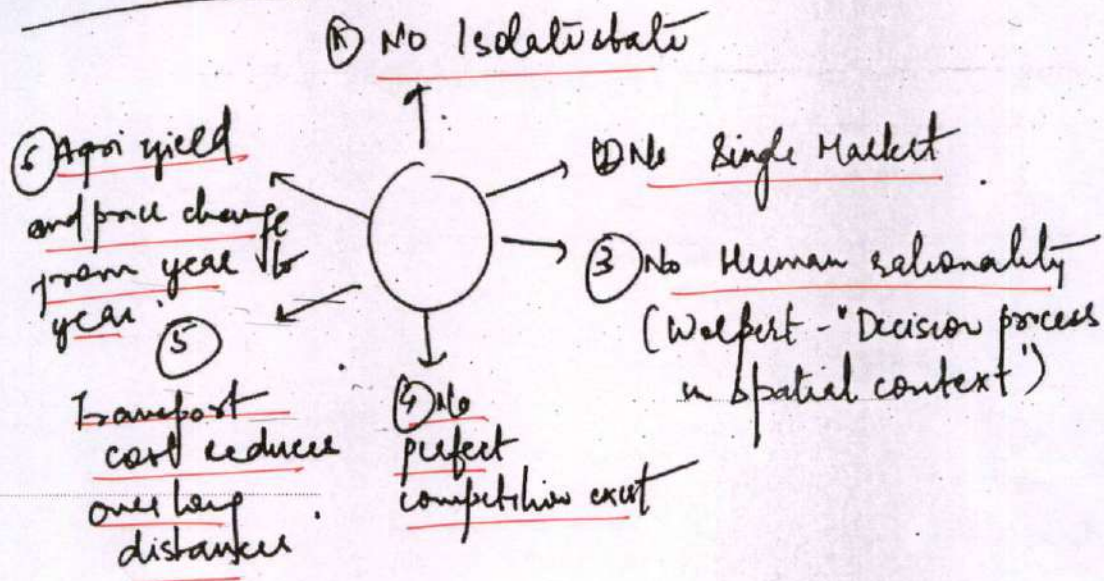 ① No Isolate state
② No Single Market
③ No Human rationality
(Wolpert - "Decision process
in spatial context")
④ No
perfect
competition exist
⑤
Transport
cost reduces
over long
distances
⑥ Agri yield
and price change
from year to
year.